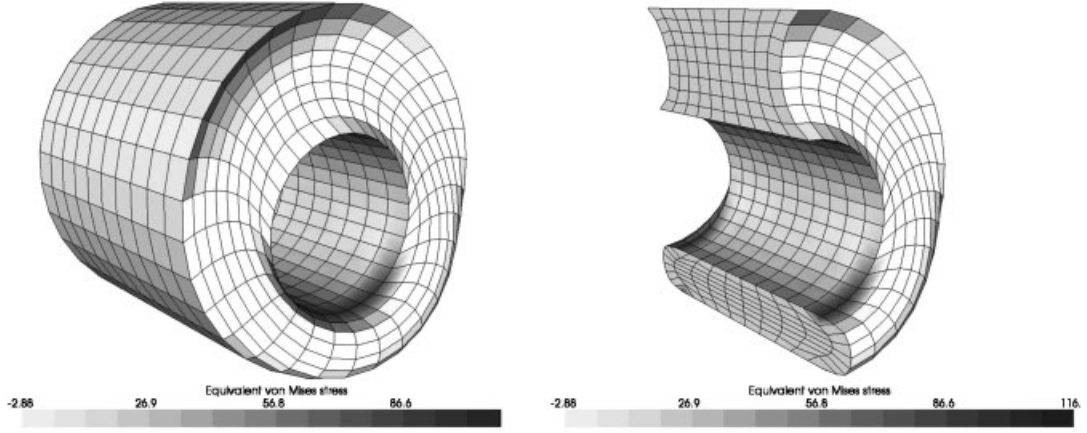 Equivalent von Mises stress
-2.88 26.9 56.8 86.6
Equivalent von Mises stress
-2.88 26.9 56.8 86.6 116.